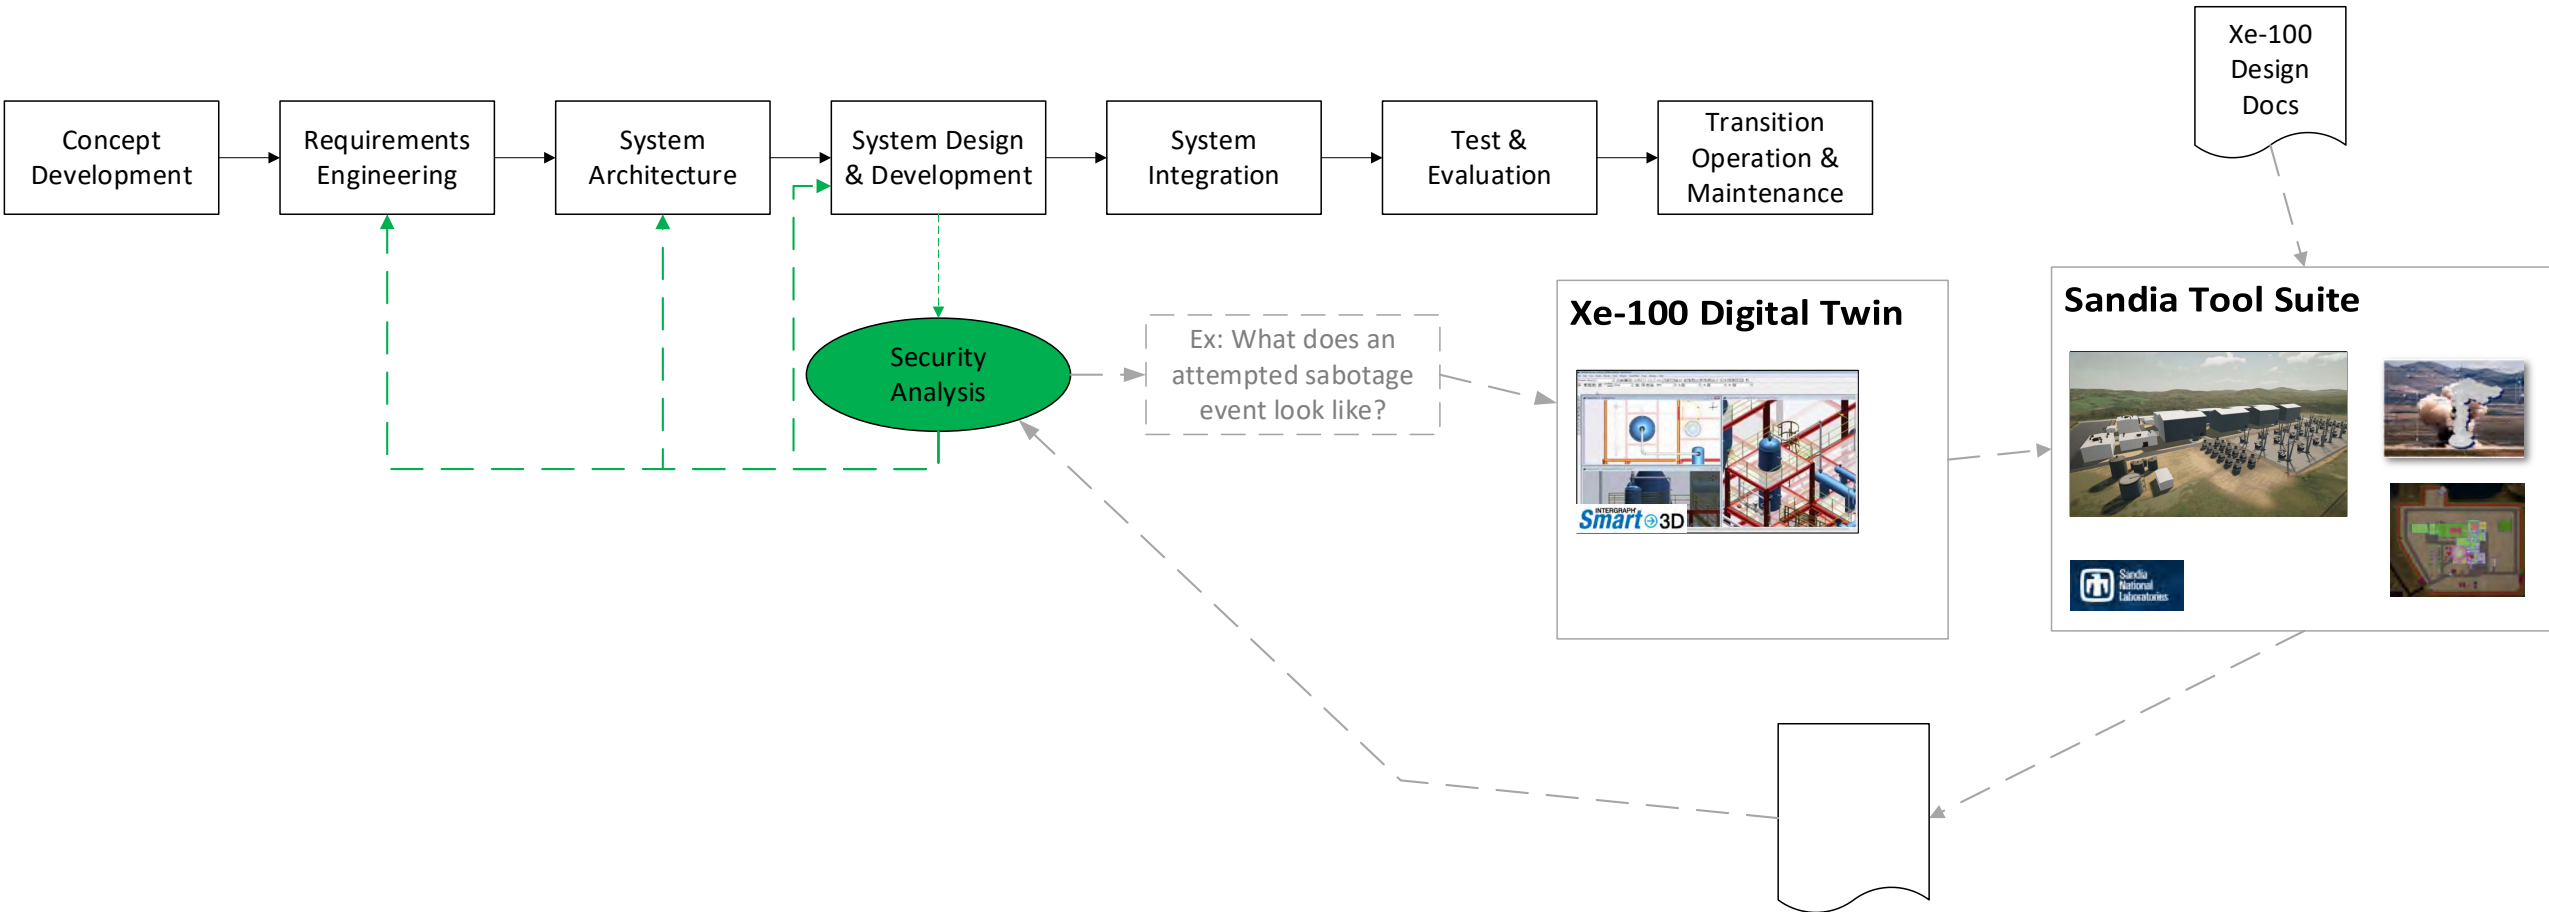 Concept
Development
Requirements
Engineering
System
Architecture
System Design
& Development
System
Integration
Test &
Evaluation
Transition
Operation &
Maintenance
Xe-100
Design
Docs
Security
Analysis
Ex: What does an
attempted sabotage
event look like?
Xe-100 Digital Twin
INTERGRAPH
Smart 3D
Sandia Tool Suite
Sandia
National
Laboratories